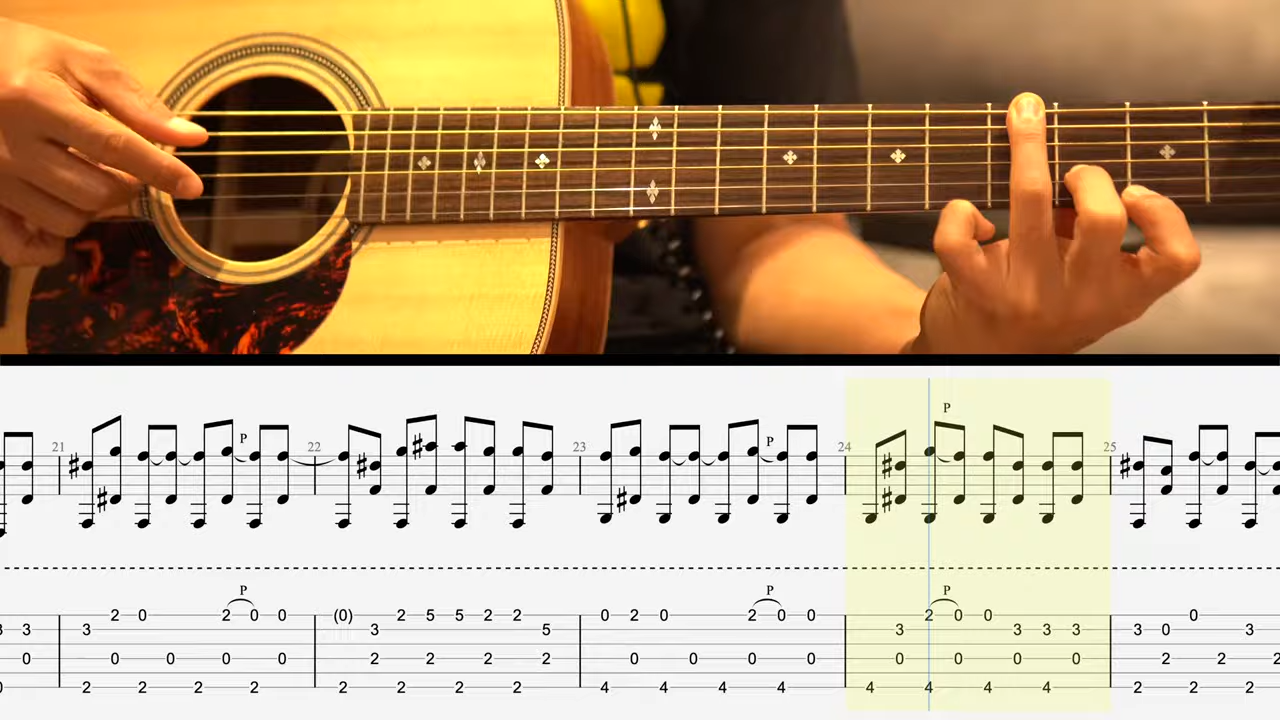 P
21 P 22 23 P 24 25
P P P
2 0 2 0 0 (0) 2 5 5 2 2 0 2 0 2 0 0 2 0 0 0
3 3 3 5 3 3 3 3 3 0 3
0 0 0 0 0 2 2 2 2 0 0 0 0 0 0 0 2 2 2
0 2 2 2 2 2 2 2 2 4 4 4 4 4 4 4 4 2 2 2